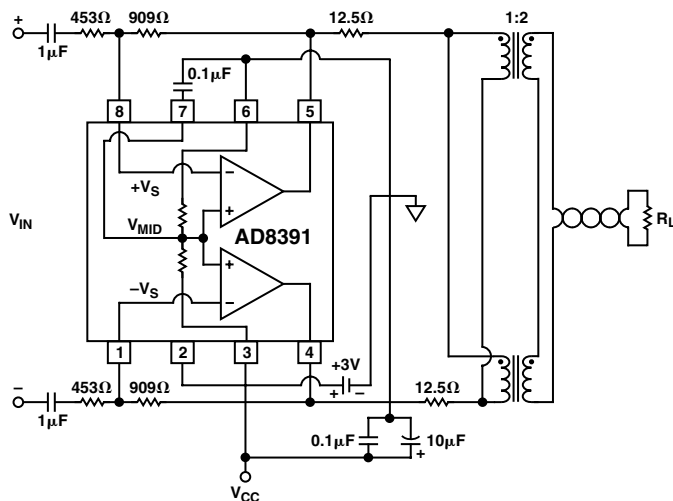 + 453Ω 909Ω 12.5Ω 1:2
1µF
0.1µF
8 7 6 5
+VS
−
VIN
VMID
+
AD8391
RL
+
−VS
−
1 2 3 4
+3V
+ −
− 453Ω 909Ω 12.5Ω
1µF
0.1µF 10µF
+
VCC